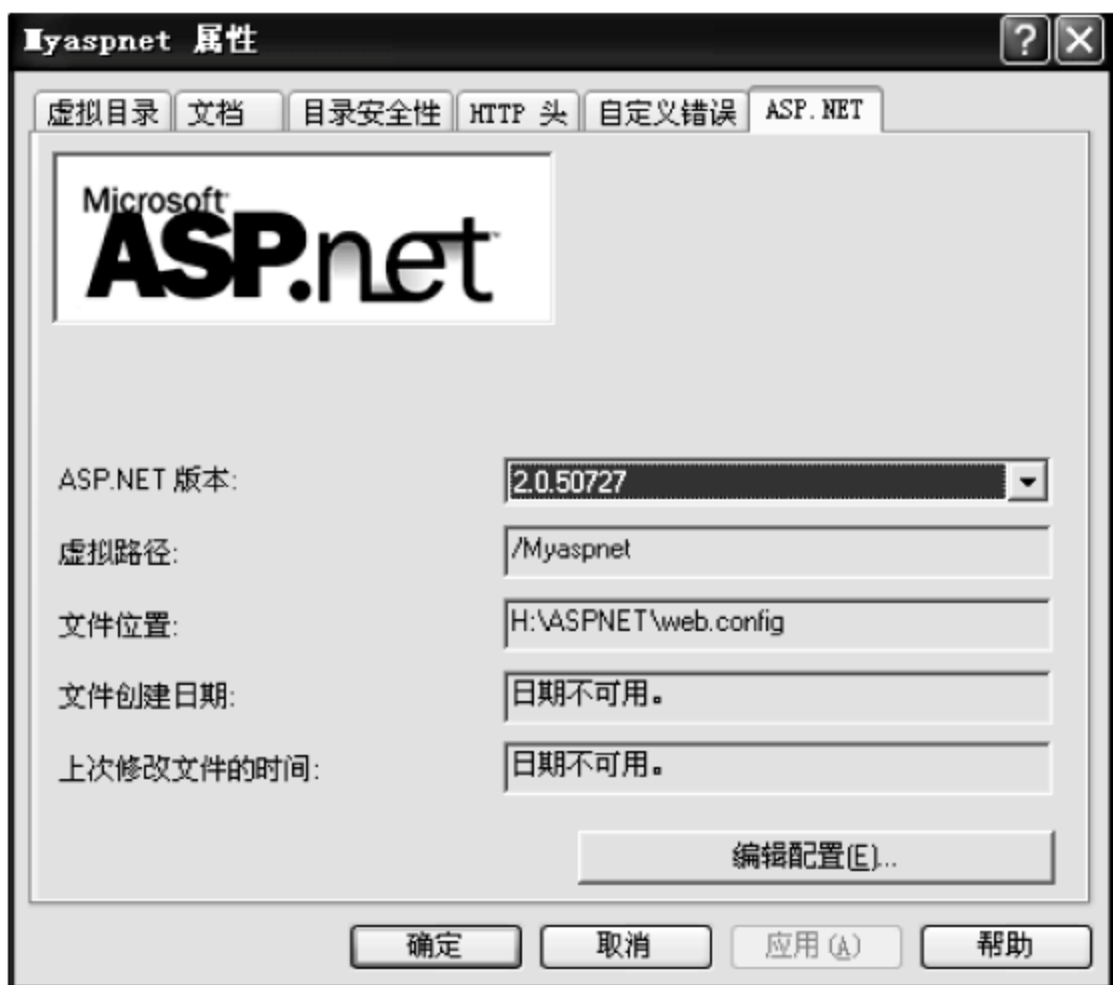 Myaspnet 属性
虚拟目录 文档 目录安全性 HTTP 头 自定义错误 ASP.NET
Microsoft
ASP.net
ASP.NET 版本: 2.0.50727
虚拟路径: /Myaspnet
文件位置: H:\ASPNET\web.config
文件创建日期: 日期不可用。
上次修改文件的时间: 日期不可用。
编辑配置(E)...
确定 取消 应用(A) 帮助